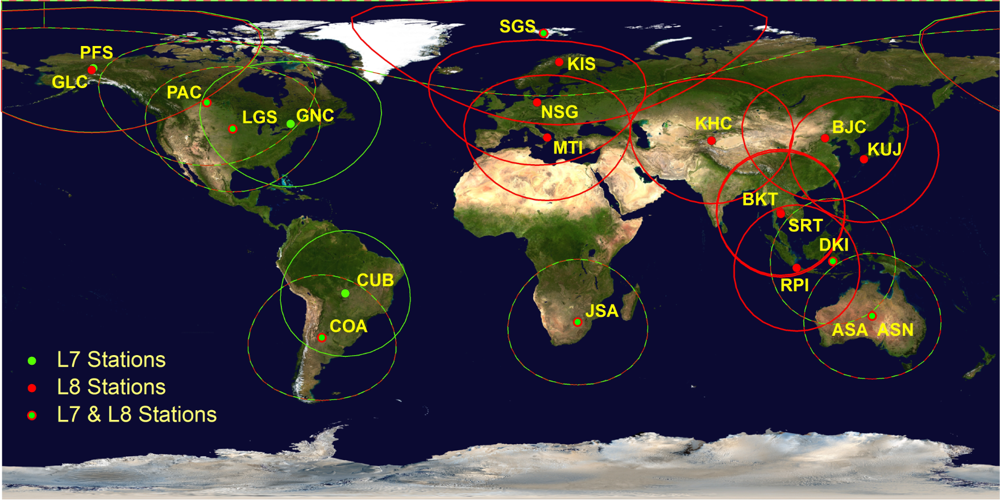 SGS
PFS
KIS
GLC
PAC
NSG
LGS
GNC
KHC
BJC
MTI
KUJ
BKT
SRT
DKI
CUB
RPI
JSA
COA
ASA
ASN
L7 Stations
L8 Stations
L7 & L8 Stations